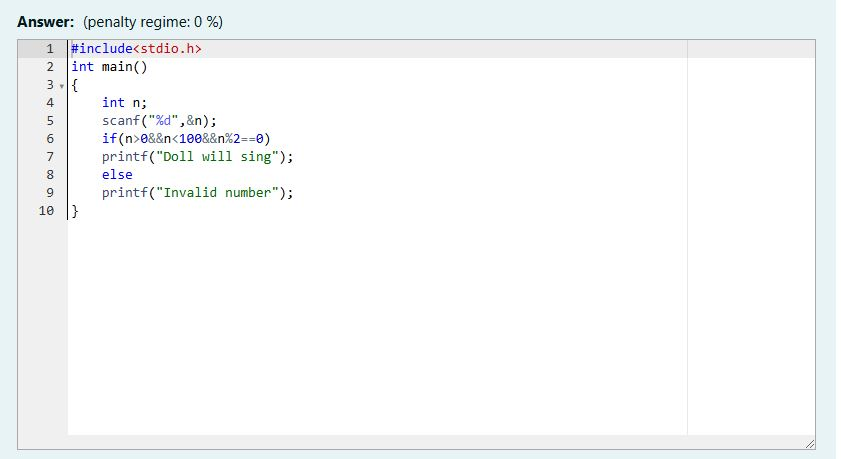 Answer: (penalty regime: 0 %)
1 #include<stdio.h>
2 int main()
3 {
4     int n;
5     scanf("%d",&n);
6     if(n>0&&n<100&&n%2==0)
7     printf("Doll will sing");
8     else
9     printf("Invalid number");
10 }